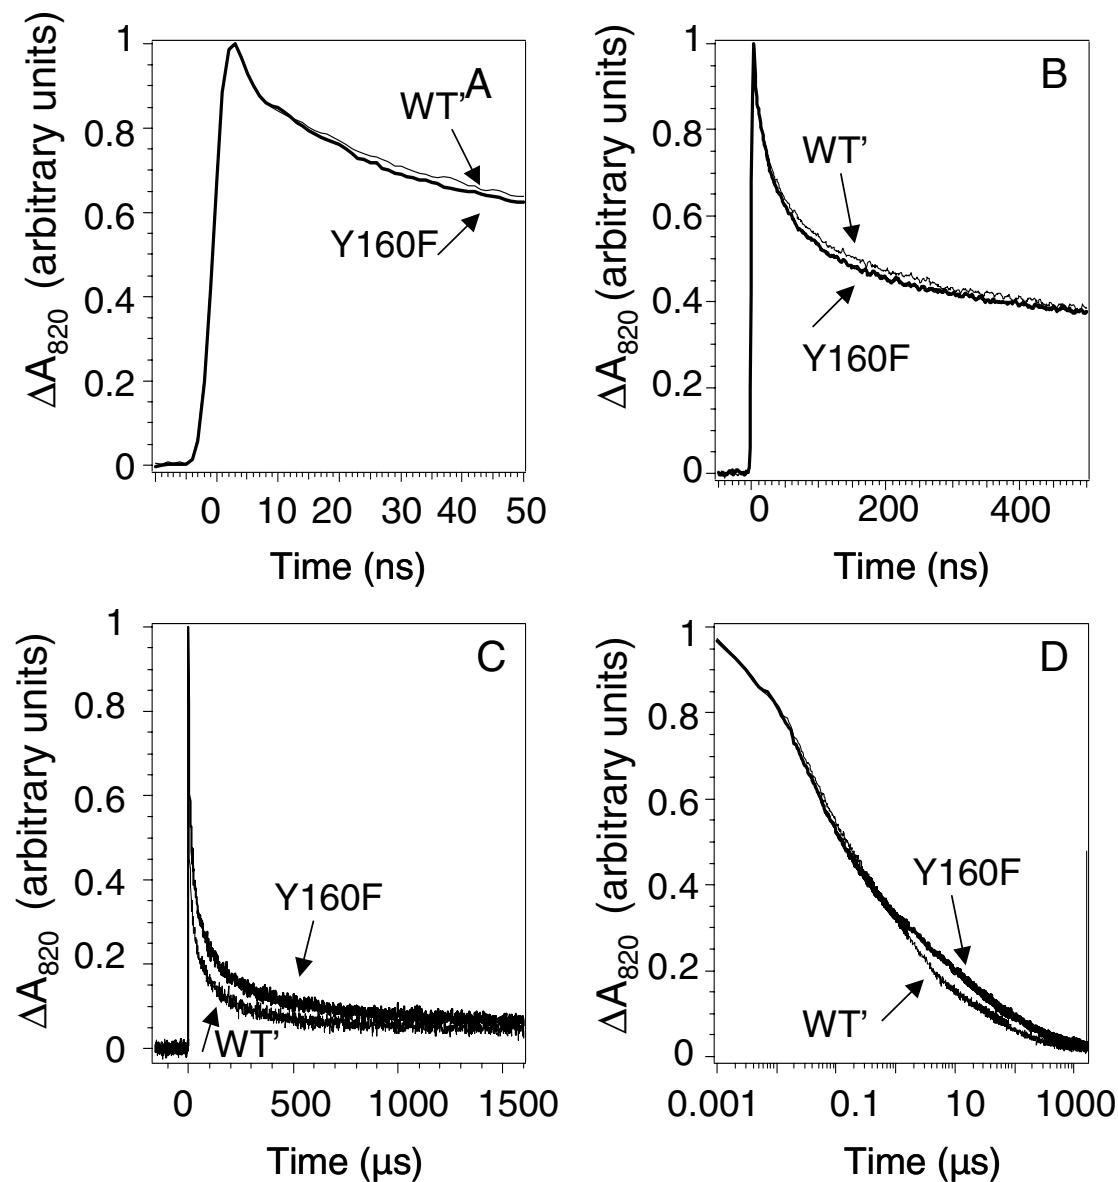 A
ΔA820 (arbitrary units)
1
0.8
0.6
0.4
0.2
0
WT’
Y160F
0 10 20 30 40 50
Time (ns)
B
ΔA820 (arbitrary units)
1
0.8
0.6
0.4
0.2
0
WT’
Y160F
0 200 400
Time (ns)
C
ΔA820 (arbitrary units)
1
0.8
0.6
0.4
0.2
0
Y160F
WT’
0 500 1000 1500
Time (µs)
D
ΔA820 (arbitrary units)
1
0.8
0.6
0.4
0.2
0
Y160F
WT’
0.001 0.1 10 1000
Time (µs)